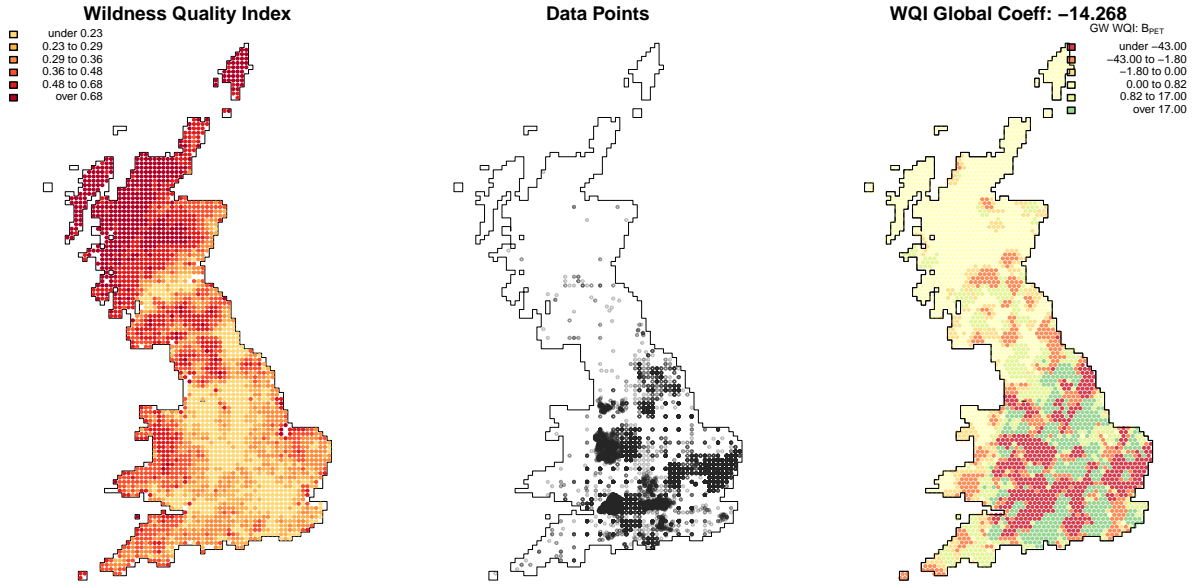 Wildness Quality Index
under 0.23
0.23 to 0.29
0.29 to 0.36
0.36 to 0.48
0.48 to 0.68
over 0.68
Data Points
WQI Global Coeff: −14.268
GW WQI: BPET
under −43.00
−43.00 to −1.80
−1.80 to 0.00
0.00 to 0.82
0.82 to 17.00
over 17.00